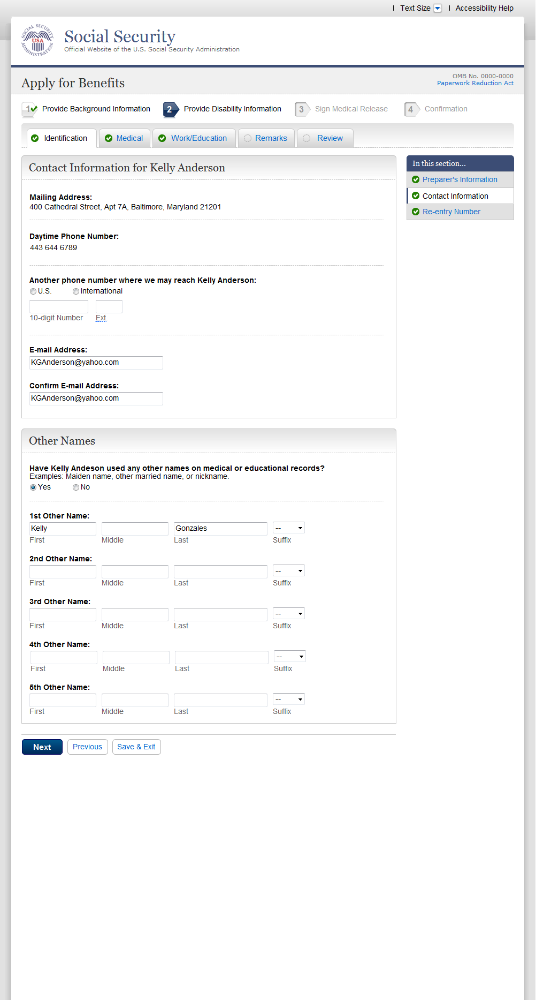 Text Size
Accessibility Help
SOCIAL SECURITY ADMINISTRATION
USA
Social Security
Official Website of the U.S. Social Security Administration
Apply for Benefits
OMB No. 0000-0000
Paperwork Reduction Act
1 Provide Background Information
2 Provide Disability Information
3 Sign Medical Release
4 Confirmation
Identification
Medical
Work/Education
Remarks
Review
Contact Information for Kelly Anderson
Mailing Address:
400 Cathedral Street, Apt 7A, Baltimore, Maryland 21201
Daytime Phone Number:
443 644 6789
Another phone number where we may reach Kelly Anderson:
U.S. International
10-digit Number Ext.
E-mail Address:
KGAnderson@yahoo.com
Confirm E-mail Address:
KGAnderson@yahoo.com
In this section...
Preparer's Information
Contact Information
Re-entry Number
Other Names
Have Kelly Andeson used any other names on medical or educational records?
Examples: Maiden name, other married name, or nickname.
Yes No
1st Other Name:
Kelly Gonzales --
First Middle Last Suffix
2nd Other Name:
--
First Middle Last Suffix
3rd Other Name:
--
First Middle Last Suffix
4th Other Name:
--
First Middle Last Suffix
5th Other Name:
--
First Middle Last Suffix
Next Previous Save & Exit